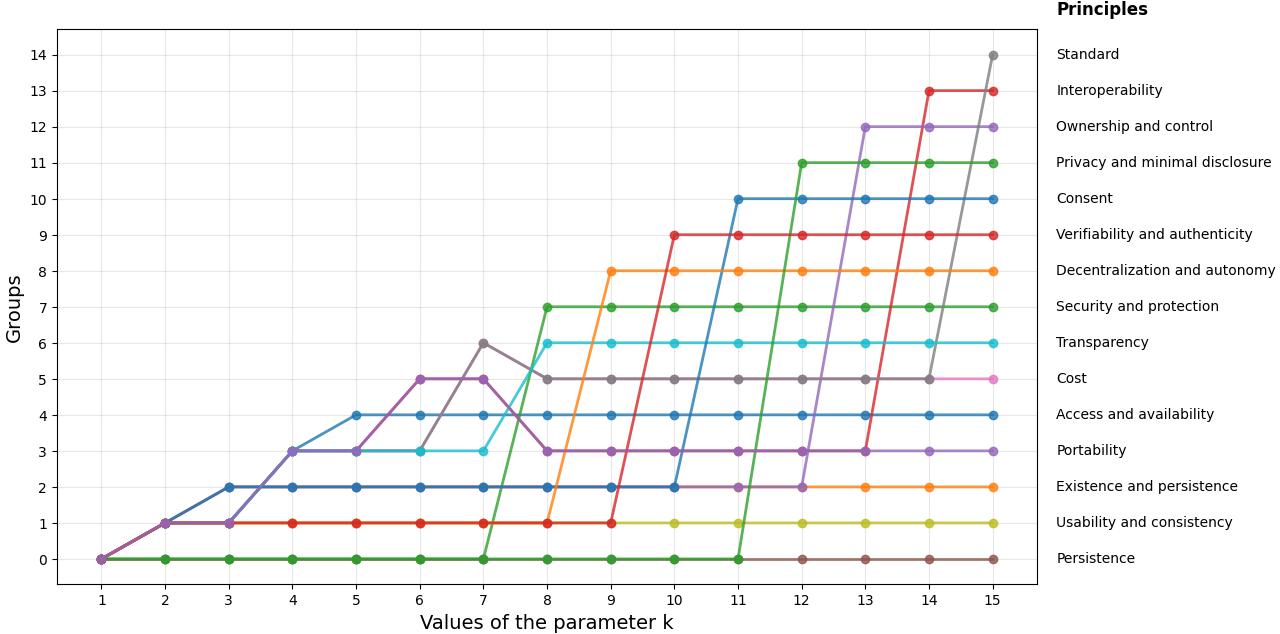 Principles
14 Standard
13 Interoperability
12 Ownership and control
11 Privacy and minimal disclosure
10 Consent
9 Verifiability and authenticity
8 Decentralization and autonomy
7 Security and protection
6 Transparency
5 Cost
4 Access and availability
3 Portability
2 Existence and persistence
1 Usability and consistency
0 Persistence
Groups
1 2 3 4 5 6 7 8 9 10 11 12 13 14 15
Values of the parameter k